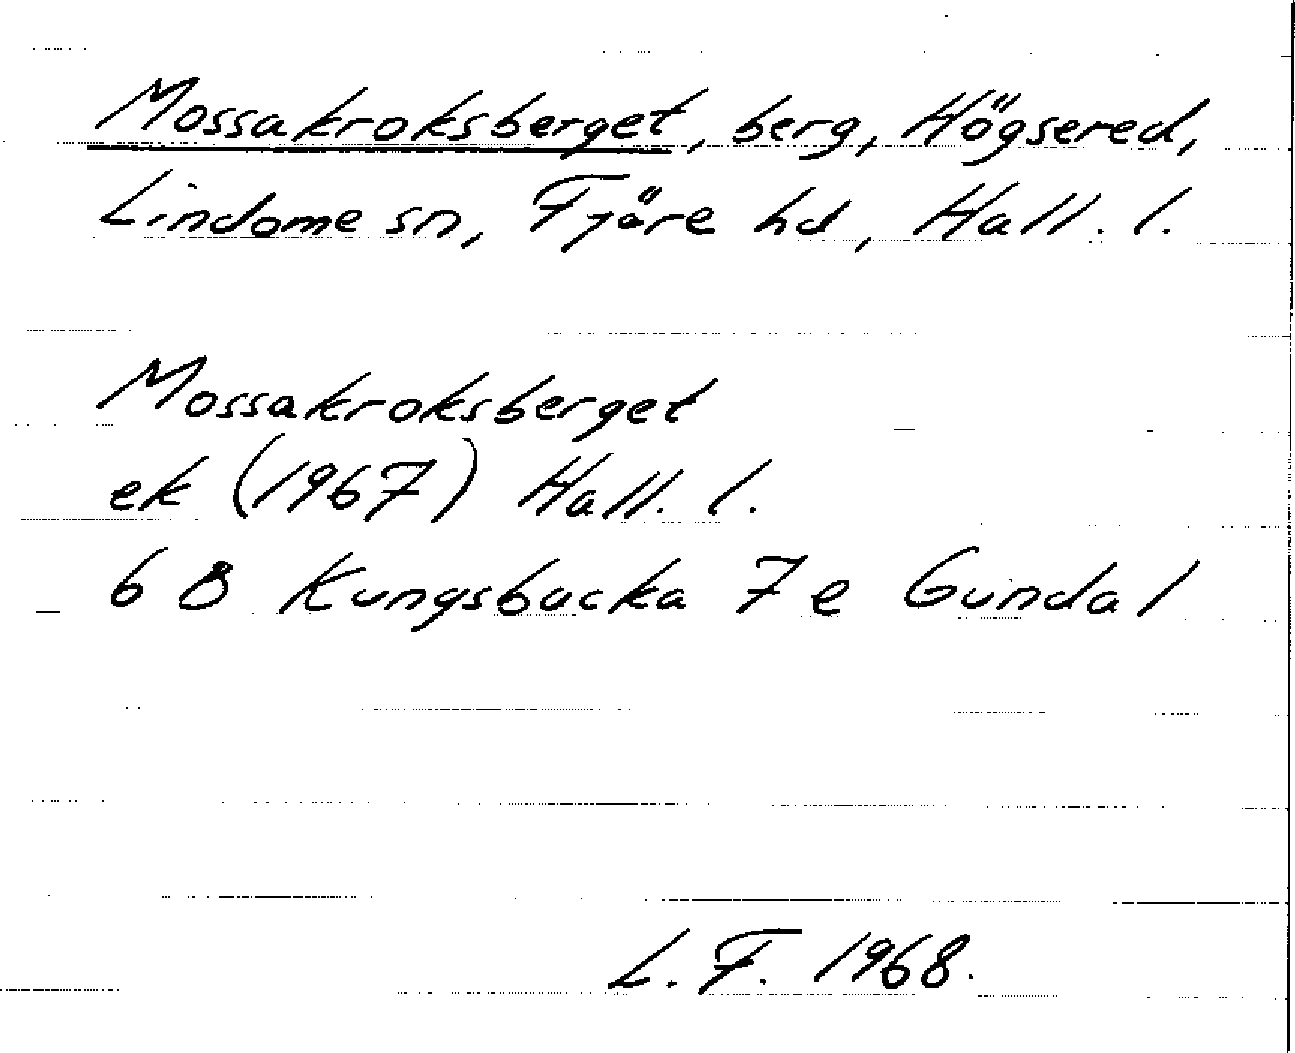 Mossakroksberget, berg, Högsered,
Lindome sn, Fjäre hd, Hall. l.
Mossakroksberget
ek (1967) Hall. l.
6 B Kungsbacka 7 e Gundal
L. F. 1968.